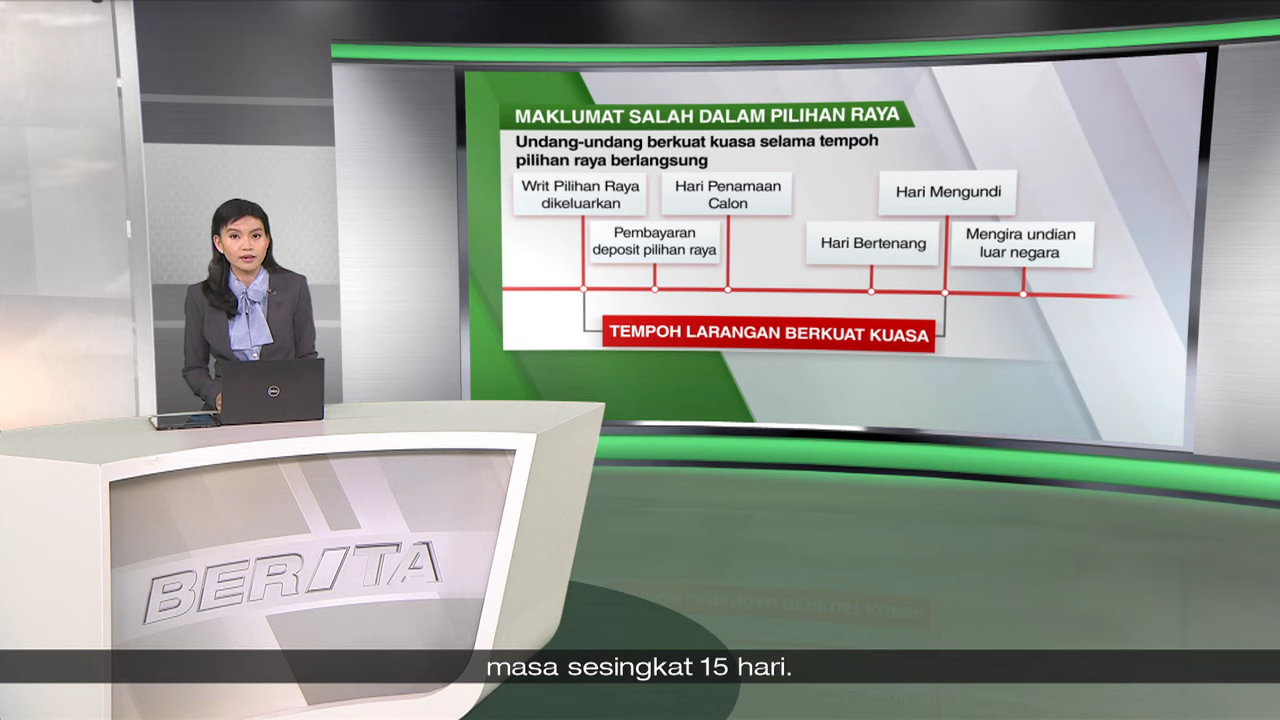 MAKLUMAT SALAH DALAM PILIHAN RAYA
Undang-undang berkuat kuasa selama tempoh
pilihan raya berlangsung
Writ Pilihan Raya
dikeluarkan
Hari Penamaan
Calon
Hari Mengundi
Pembayaran
deposit pilihan raya
Hari Bertenang
Mengira undian
luar negara
TEMPOH LARANGAN BERKUAT KUASA
DELL
BERITA
masa sesingkat 15 hari.